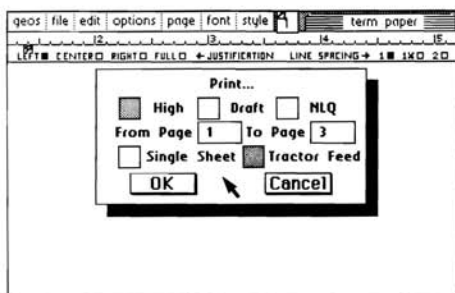 geos file edit options page font style term paper
2 3 4 5
LEFT CENTER RIGHT FULL ←JUSTIFICATION LINE SPACING→ 1 1½ 2
Print...
High Draft NLQ
From Page 1 To Page 3
Single Sheet Tractor Feed
OK Cancel